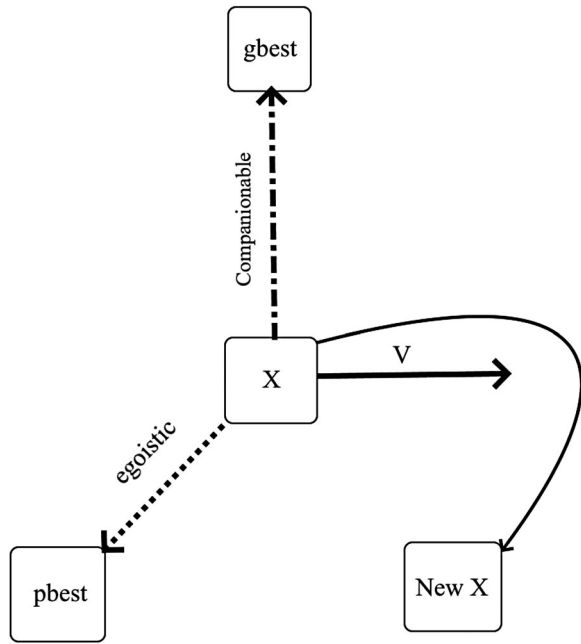 gbest
Companionable
V
X
egoistic
pbest
New X